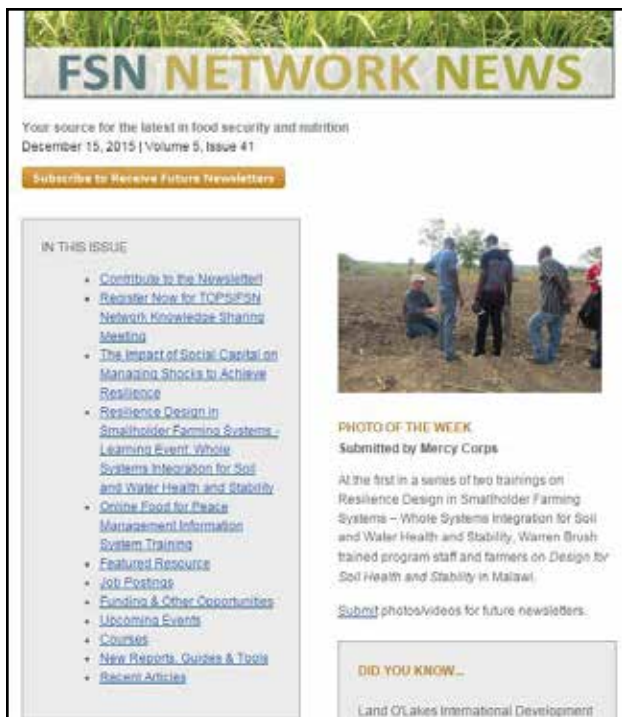 FSN NETWORK NEWS
Your source for the latest in food security and nutrition
December 15, 2015 | Volume 5, Issue 41
Subscribe to Receive Future Newsletters
IN THIS ISSUE
• Contribute to the Newsletter!
• Register Now for TOPS/FSN
Network Knowledge Sharing
Meeting
• The Impact of Social Capital on
Managing Shocks to Achieve
Resilience
• Resilience Design in
Smallholder Farming Systems -
Learning Event: Whole
Systems Integration for Soil
and Water Health and Stability
• Online Food for Peace
Management Information
System Training
• Featured Resource
• Job Postings
• Funding & Other Opportunities
• Upcoming Events
• Courses
• New Reports, Guides & Tools
• Recent Articles
PHOTO OF THE WEEK
Submitted by Mercy Corps
At the first in a series of two trainings on
Resilience Design in Smallholder Farming
Systems – Whole Systems Integration for Soil
and Water Health and Stability, Warren Brush
trained program staff and farmers on Design for
Soil Health and Stability in Malawi.
Submit photos/videos for future newsletters.
DID YOU KNOW...
Land O'Lakes International Development